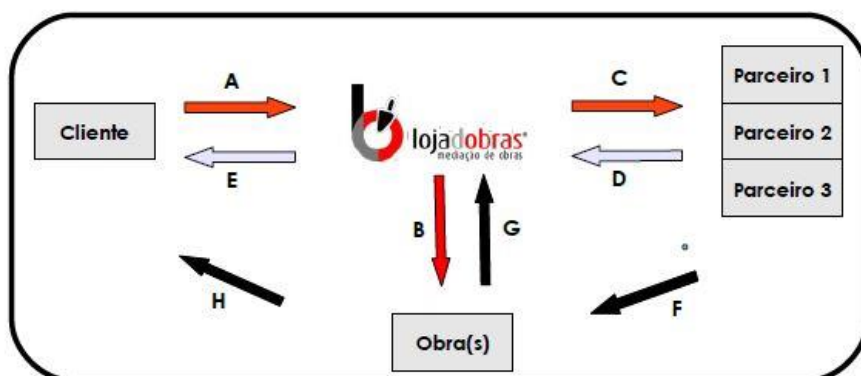 A
C
Parceiro 1
Cliente
lojadobras®
mediação de obras
Parceiro 2
E
D
Parceiro 3
B
G
H
F
Obra(s)